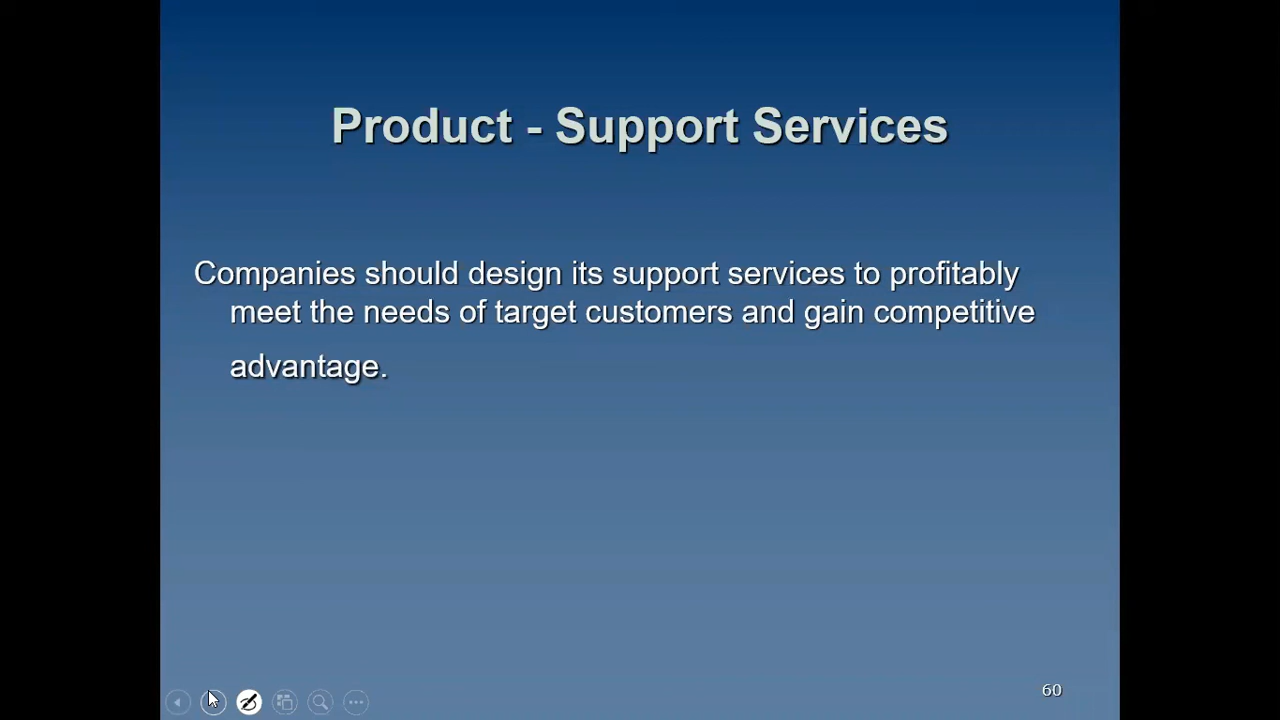 Product - Support Services
Companies should design its support services to profitably
meet the needs of target customers and gain competitive
advantage.
60